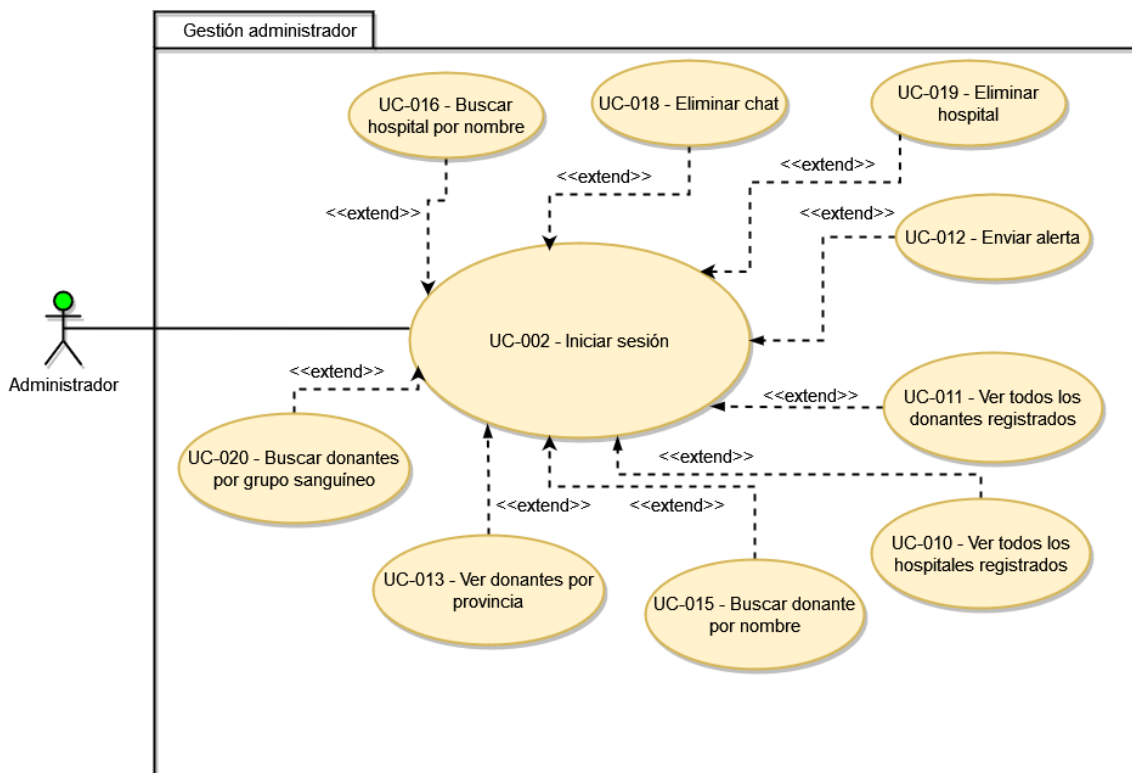 Gestión administrador
UC-016 - Buscar
hospital por nombre
UC-018 - Eliminar chat
UC-019 - Eliminar
hospital
<<extend>>
<<extend>>
<<extend>>
<<extend>>
UC-012 - Enviar alerta
UC-002 - Iniciar sesión
Administrador
<<extend>>
<<extend>>
UC-011 - Ver todos los
donantes registrados
UC-020 - Buscar donantes
por grupo sanguíneo
<<extend>>
<<extend>>
<<extend>>
UC-010 - Ver todos los
hospitales registrados
UC-013 - Ver donantes por
provincia
UC-015 - Buscar donante
por nombre